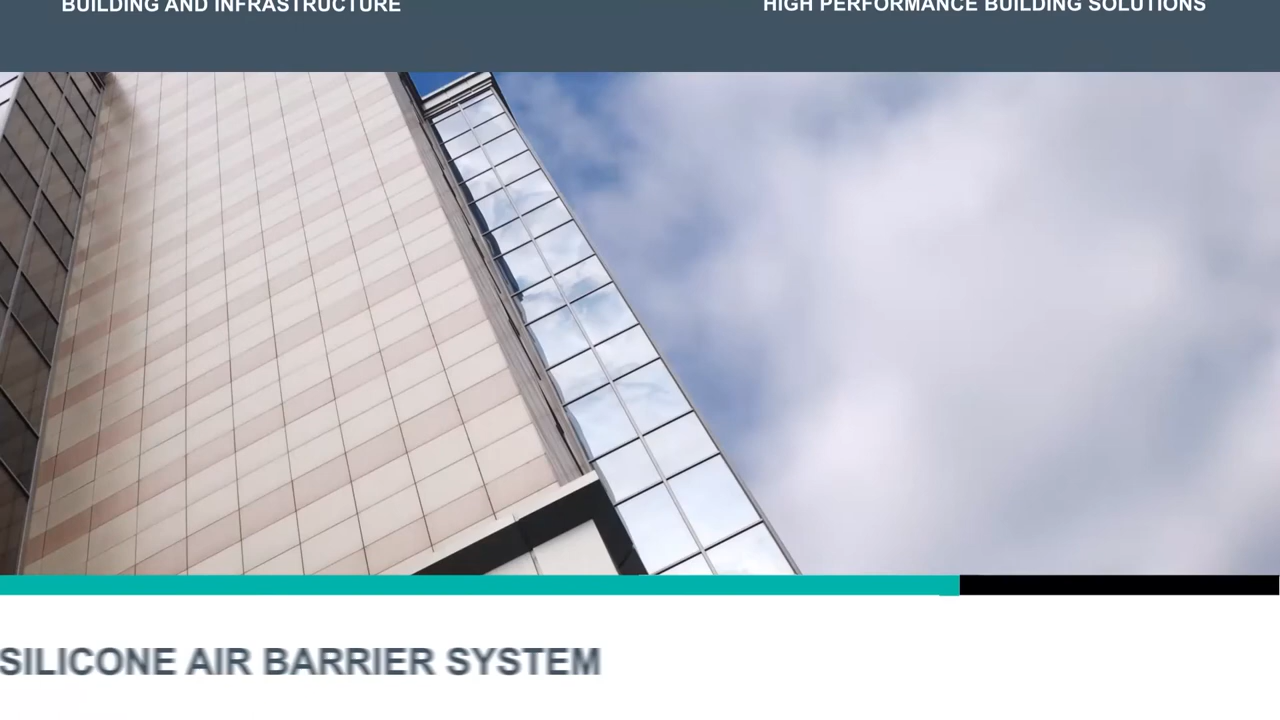 BUILDING AND INFRASTRUCTURE
HIGH PERFORMANCE BUILDING SOLUTIONS
SILICONE AIR BARRIER SYSTEM